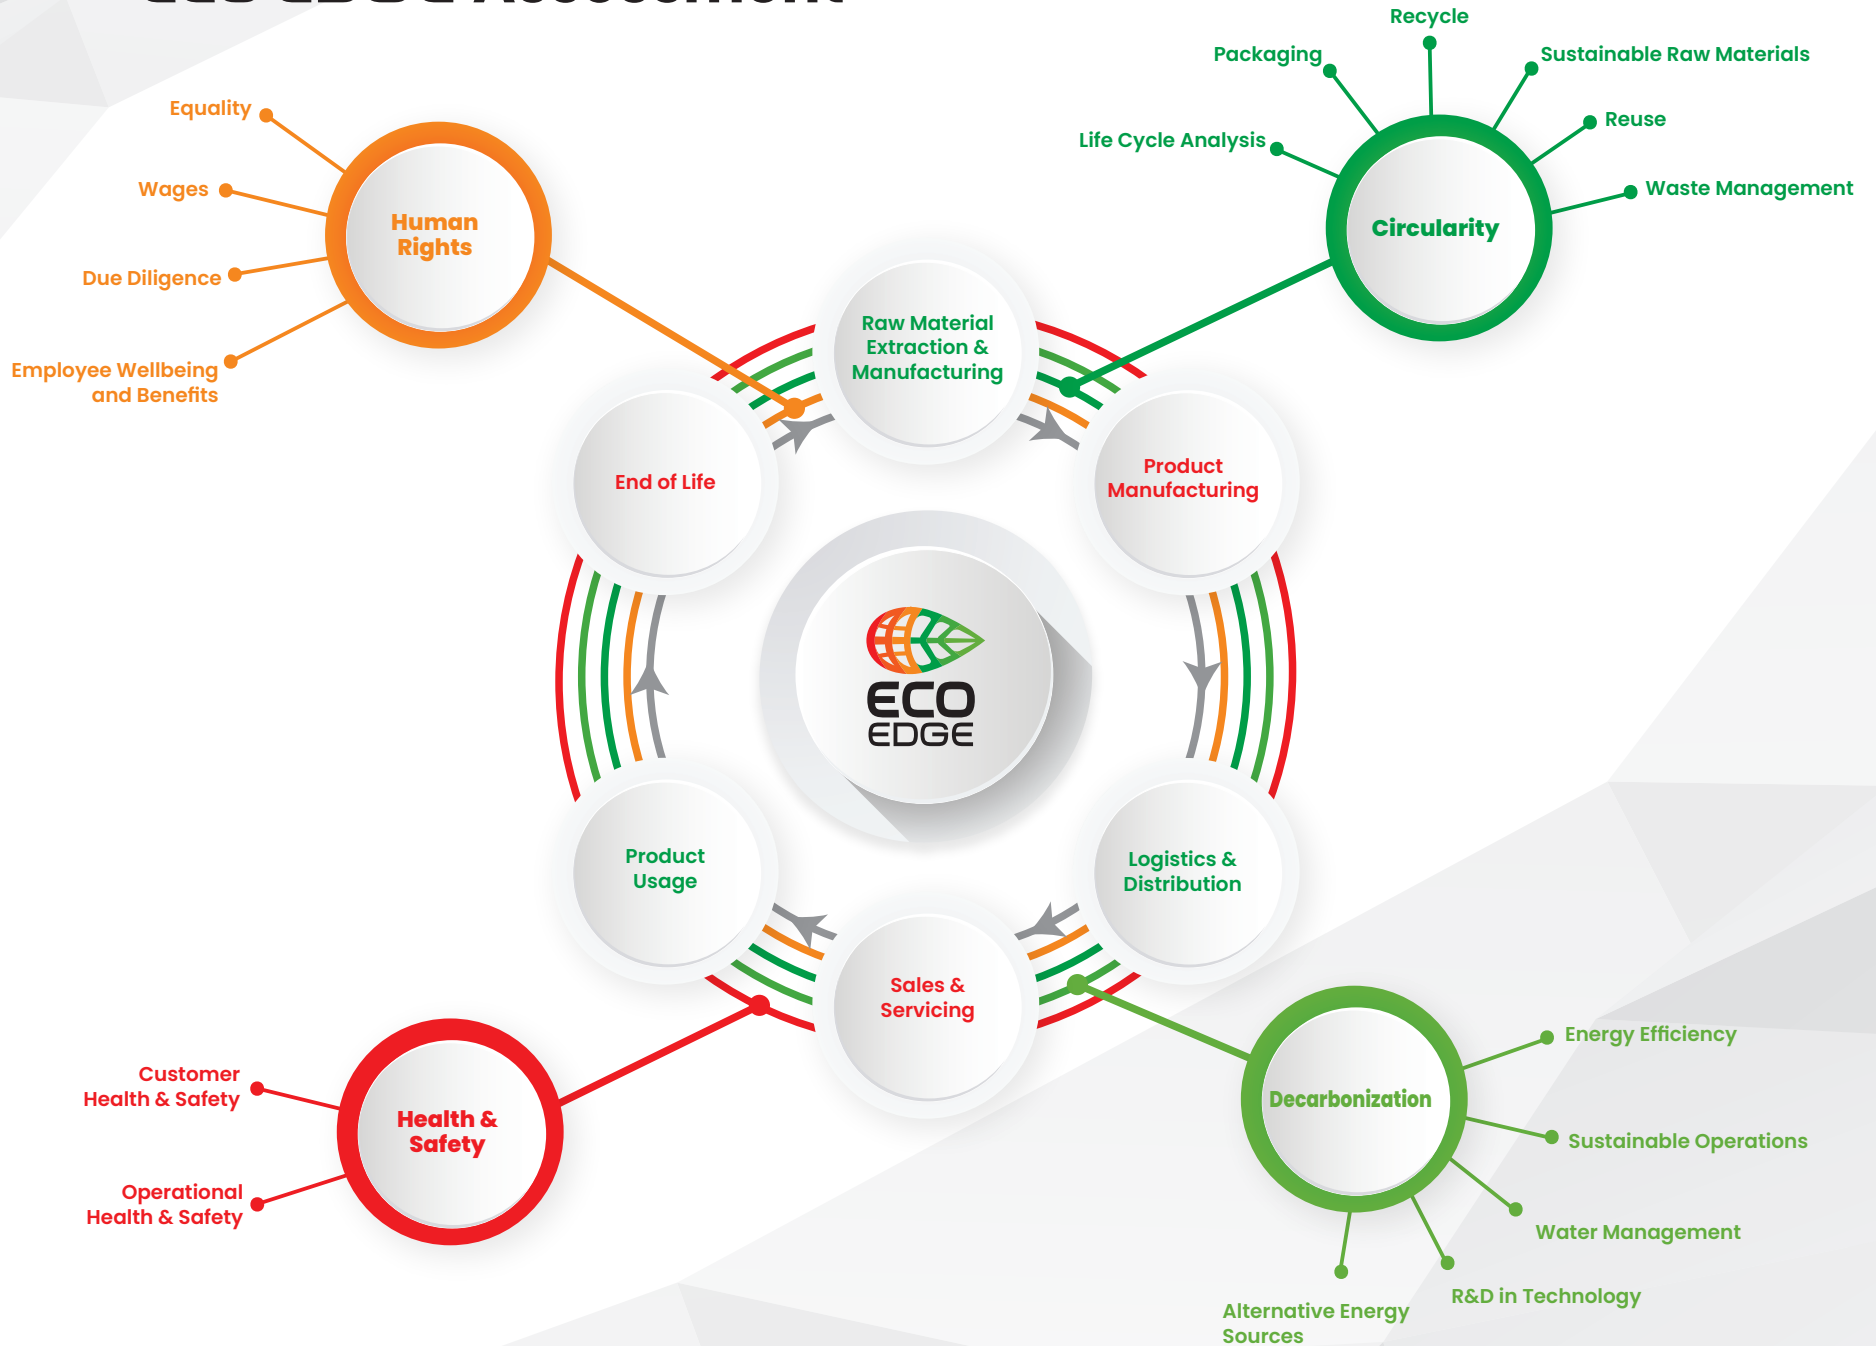 Assessment
Recycle
Packaging
Sustainable Raw Materials
Equality
Reuse
Life Cycle Analysis
Wages
Waste Management
Human
Rights
Circularity
Due Diligence
Employee Wellbeing
and Benefits
Raw Material
Extraction &
Manufacturing
End of Life
Product
Manufacturing
ECO
EDGE
Product
Usage
Logistics &
Distribution
Sales &
Servicing
Customer
Health & Safety
Health &
Safety
Operational
Health & Safety
Decarbonization
Energy Efficiency
Sustainable Operations
Water Management
R&D in Technology
Alternative Energy
Sources